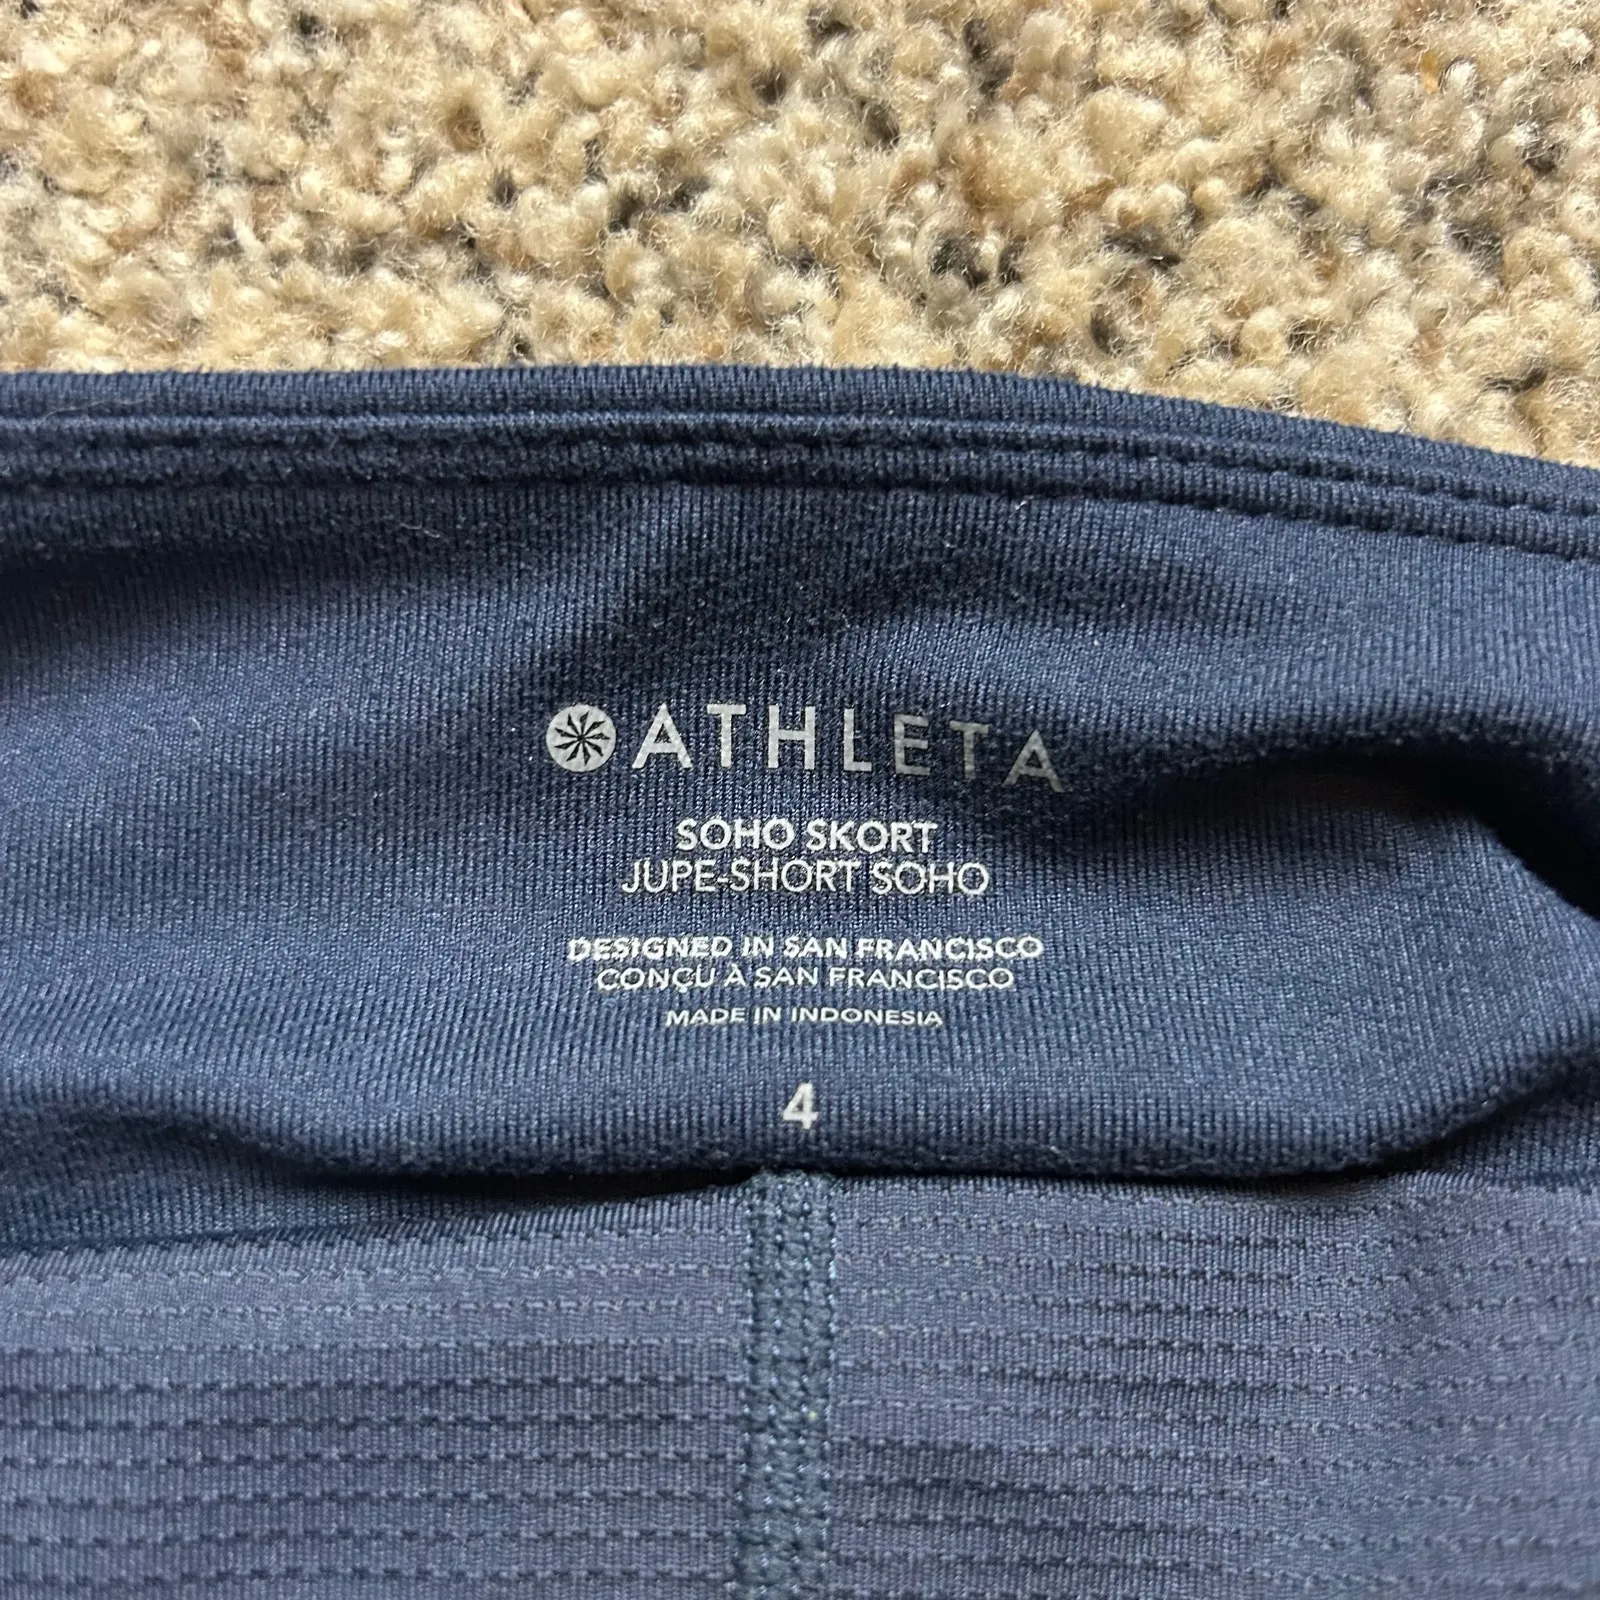 ATHLETA
SOHO SKORT
JUPE-SHORT SOHO
DESIGNED IN SAN FRANCISCO
CONÇU À SAN FRANCISCO
MADE IN INDONESIA
4